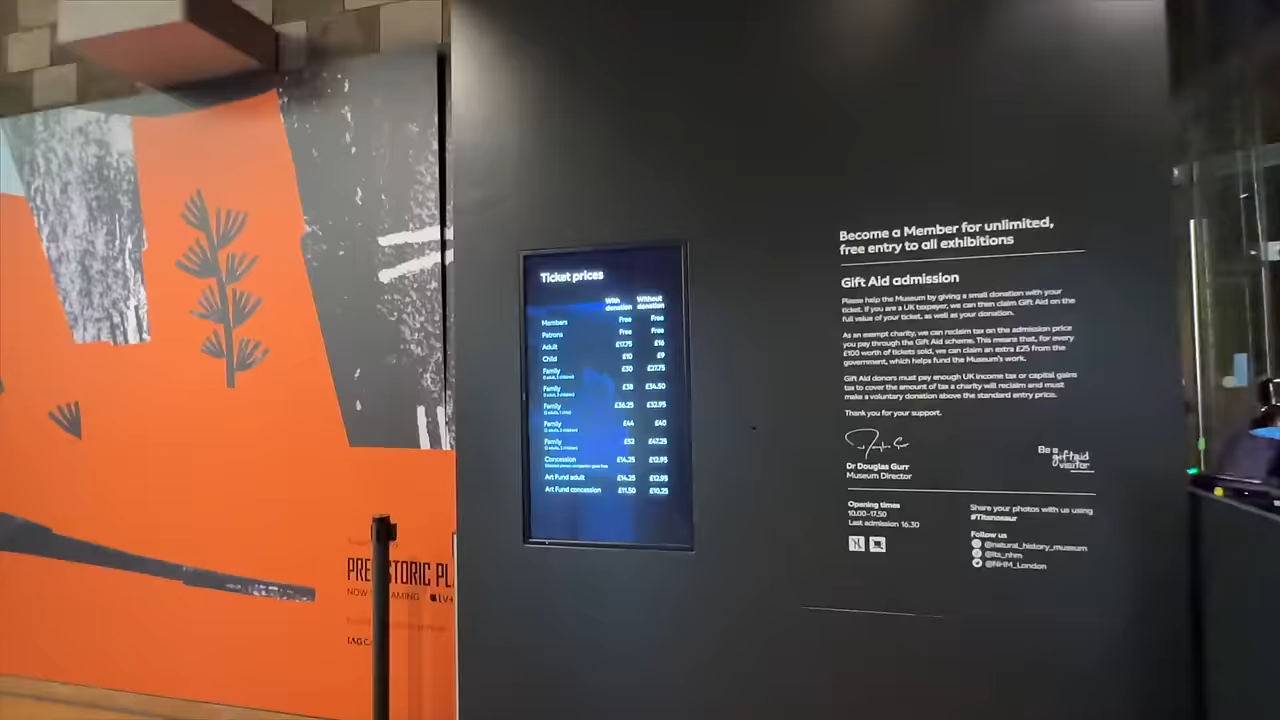 PRE STORIC PL
NOW AMING tv+
IAG C
Ticket prices
With donation Without donation
Members Free Free
Patrons Free Free
Adult £17.75 £16
Child £10 £9
Family £30 £27.75
Family £38 £34.50
Family £36.25 £32.95
Family £44 £40
Family £52 £47.25
Concession £14.25 £12.95
Art Fund adult £14.25 £12.95
Art Fund concession £11.50 £10.25
Become a Member for unlimited,
free entry to all exhibitions
Gift Aid admission
Please help the Museum by giving a small donation with your
ticket. If you are a UK taxpayer, we can then claim Gift Aid on the
full value of your ticket, as well as your donation.
As an exempt charity, we can reclaim tax on the admission price
you pay through the Gift Aid scheme. This means that, for every
£100 worth of tickets sold, we can claim an extra £25 from the
government, which helps fund the Museum's work.
Gift Aid donors must pay enough UK income tax or capital gains
tax to cover the amount of tax a charity will reclaim and must
make a voluntary donation above the standard entry price.
Thank you for your support.
Dr Douglas Gurr
Museum Director
Be a
giftaid
visitor
Opening times
10.00-17.50
Last admission 16.30
Share your photos with us using
#Titanosaur
Follow us
@natural_history_museum
@its_nhm
@NHM_London